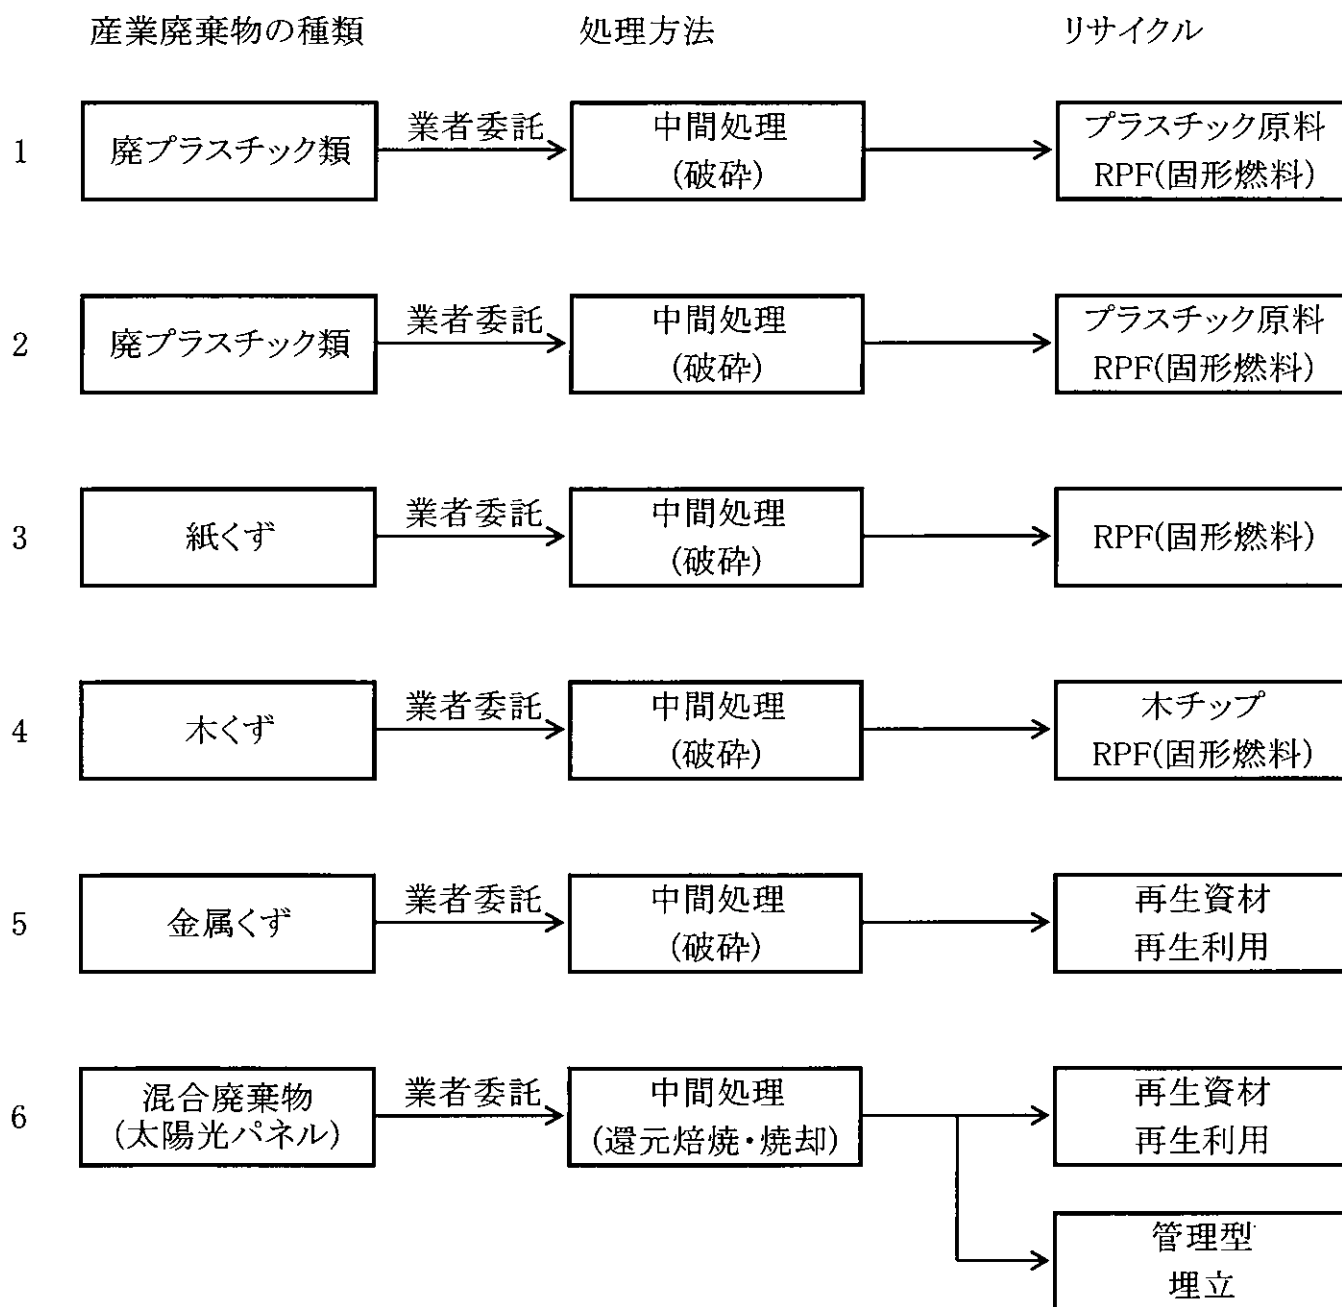 産業廃棄物の種類 処理方法 リサイクル
1 廃プラスチック類 業者委託 中間処理 プラスチック原料
(破砕) RPF(固形燃料)
2 廃プラスチック類 業者委託 中間処理 プラスチック原料
(破砕) RPF(固形燃料)
3 紙くず 業者委託 中間処理 RPF(固形燃料)
(破砕)
4 木くず 業者委託 中間処理 木チップ
(破砕) RPF(固形燃料)
5 金属くず 業者委託 中間処理 再生資材
(破砕) 再生利用
6 混合廃棄物 業者委託 中間処理 再生資材
(太陽光パネル) (還元焙焼・焼却) 再生利用
管理型
埋立